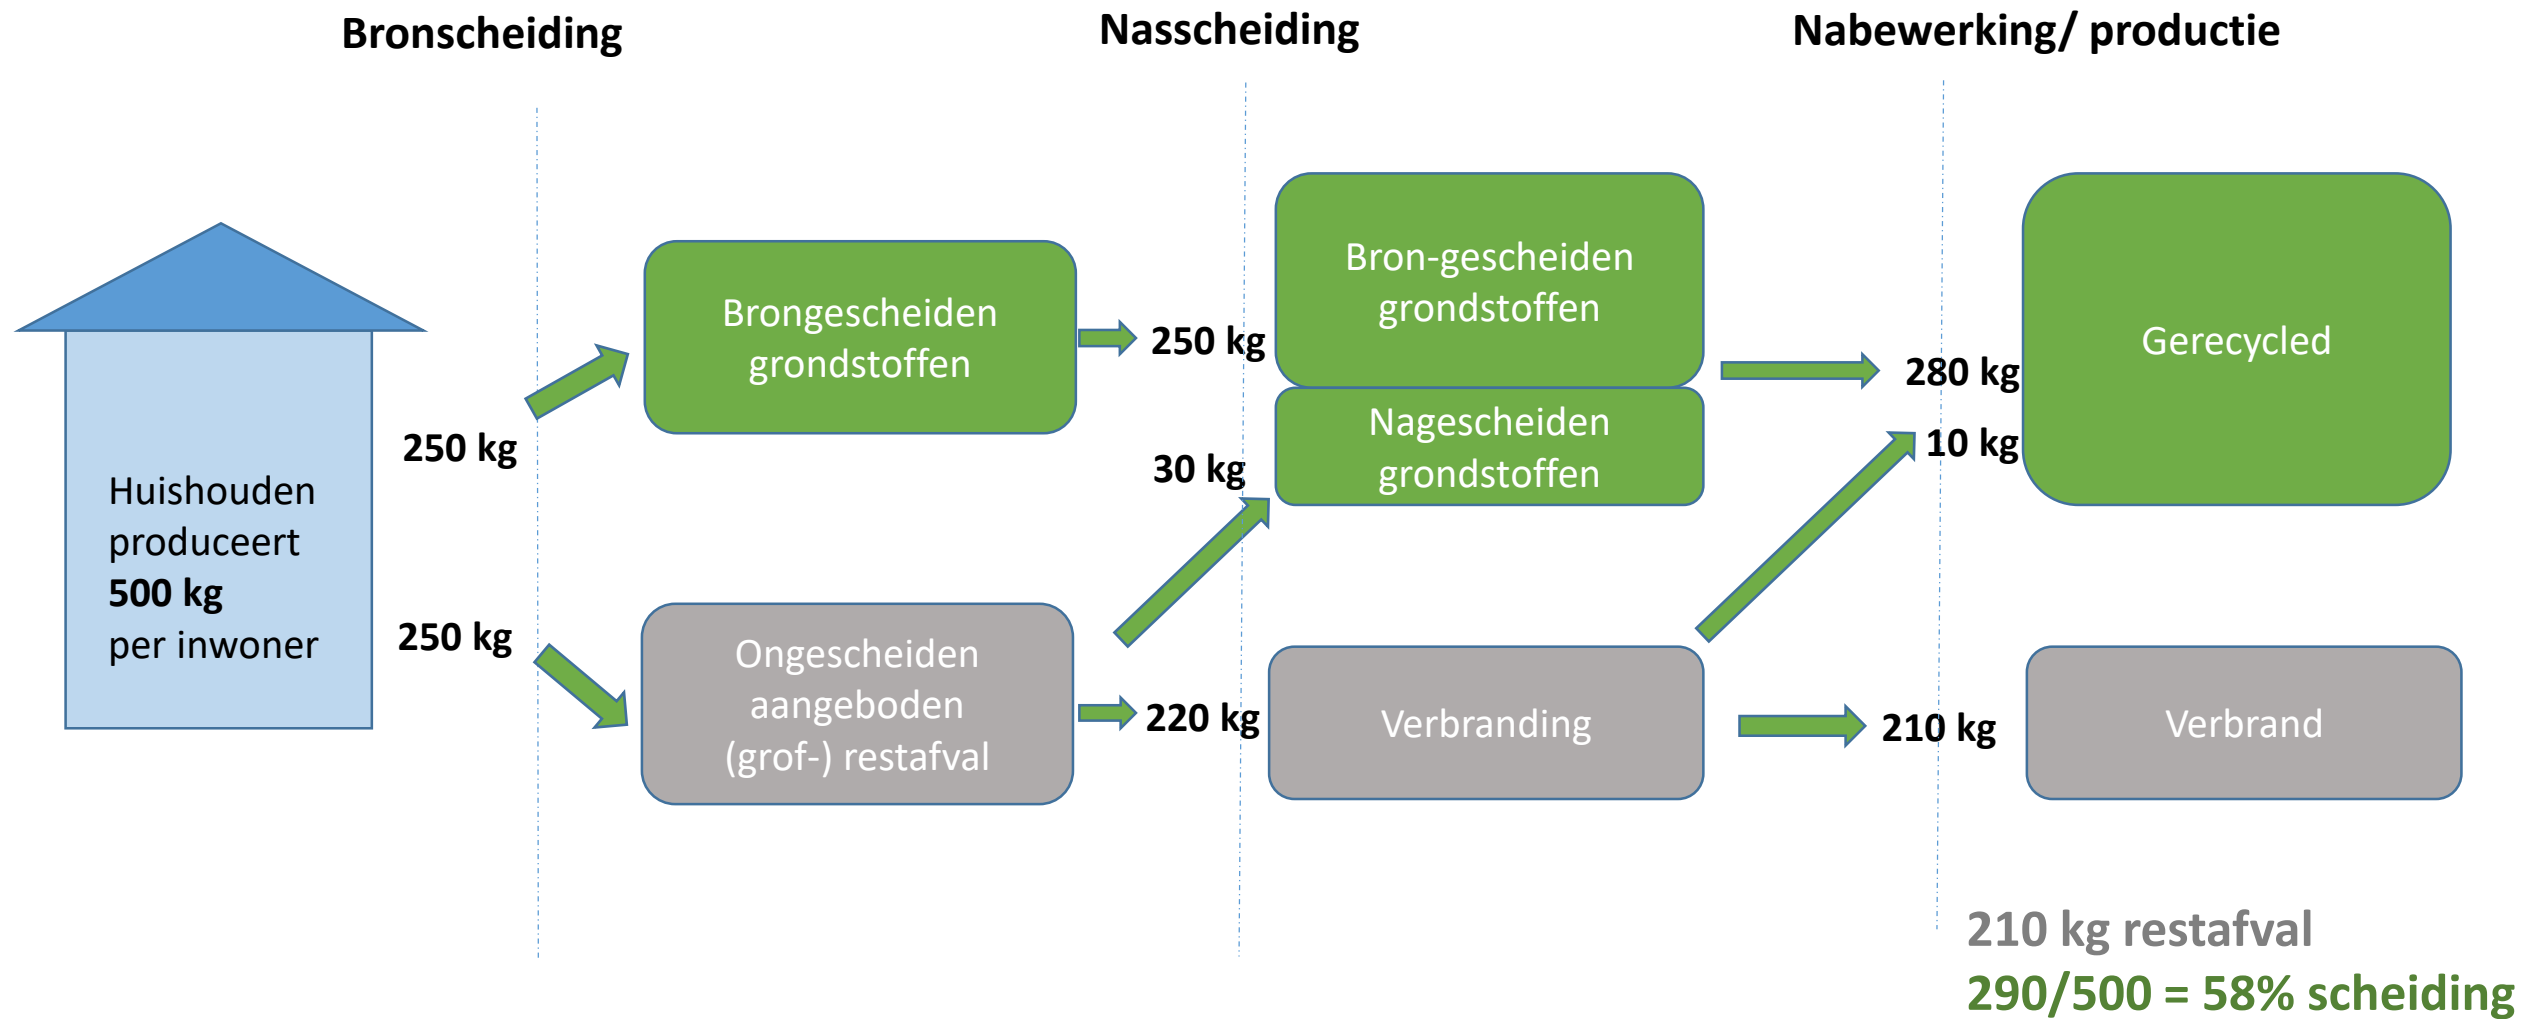 Bronscheiding
Nasscheiding
Nabewerking/ productie
Huishouden
produceert
500 kg
per inwoner
250 kg
250 kg
Brongescheiden
grondstoffen
Ongescheiden
aangeboden
(grof-) restafval
250 kg
30 kg
220 kg
Bron-gescheiden
grondstoffen
Nagescheiden
grondstoffen
Verbranding
280 kg
10 kg
210 kg
Gerecycled
Verbrand
210 kg restafval
290/500 = 58% scheiding